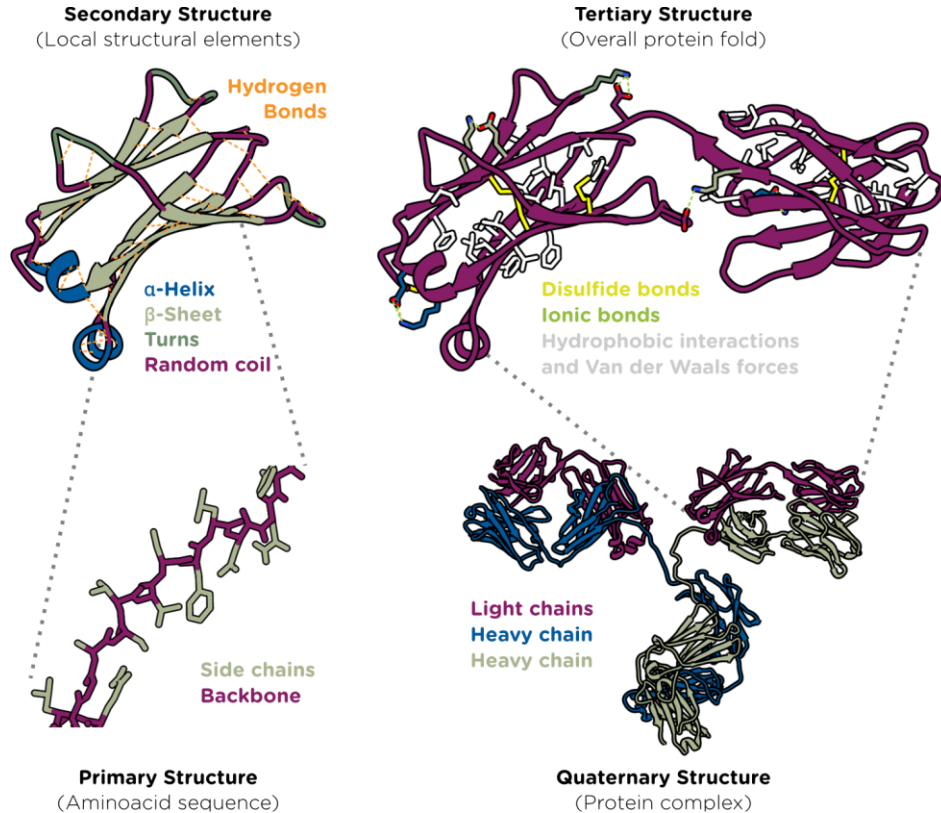 Secondary Structure
(Local structural elements)
Hydrogen
Bonds
α-Helix
β-Sheet
Turns
Random coil
Tertiary Structure
(Overall protein fold)
Disulfide bonds
Ionic bonds
Hydrophobic interactions
and Van der Waals forces
Side chains
Backbone
Primary Structure
(Aminoacid sequence)
Light chains
Heavy chain
Heavy chain
Quaternary Structure
(Protein complex)